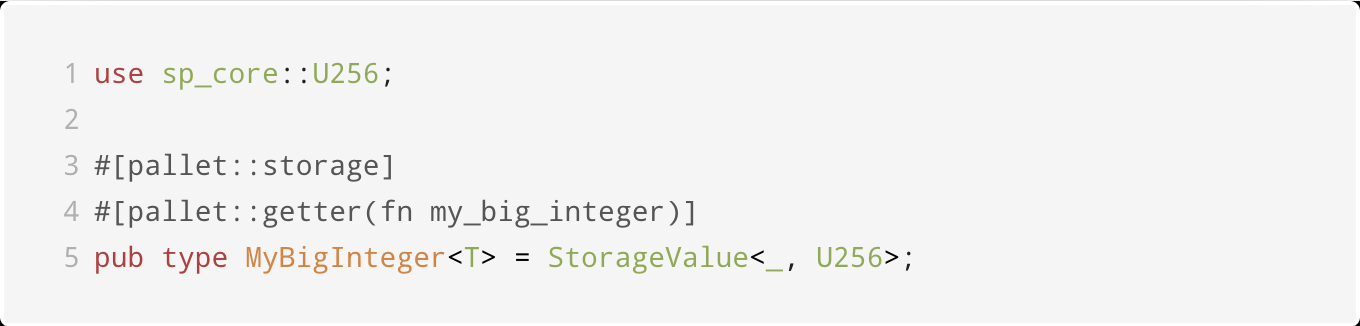 1 use sp_core::U256;
2
3 #[pallet::storage]
4 #[pallet::getter(fn my_big_integer)]
5 pub type MyBigInteger<T> = StorageValue<_, U256>;